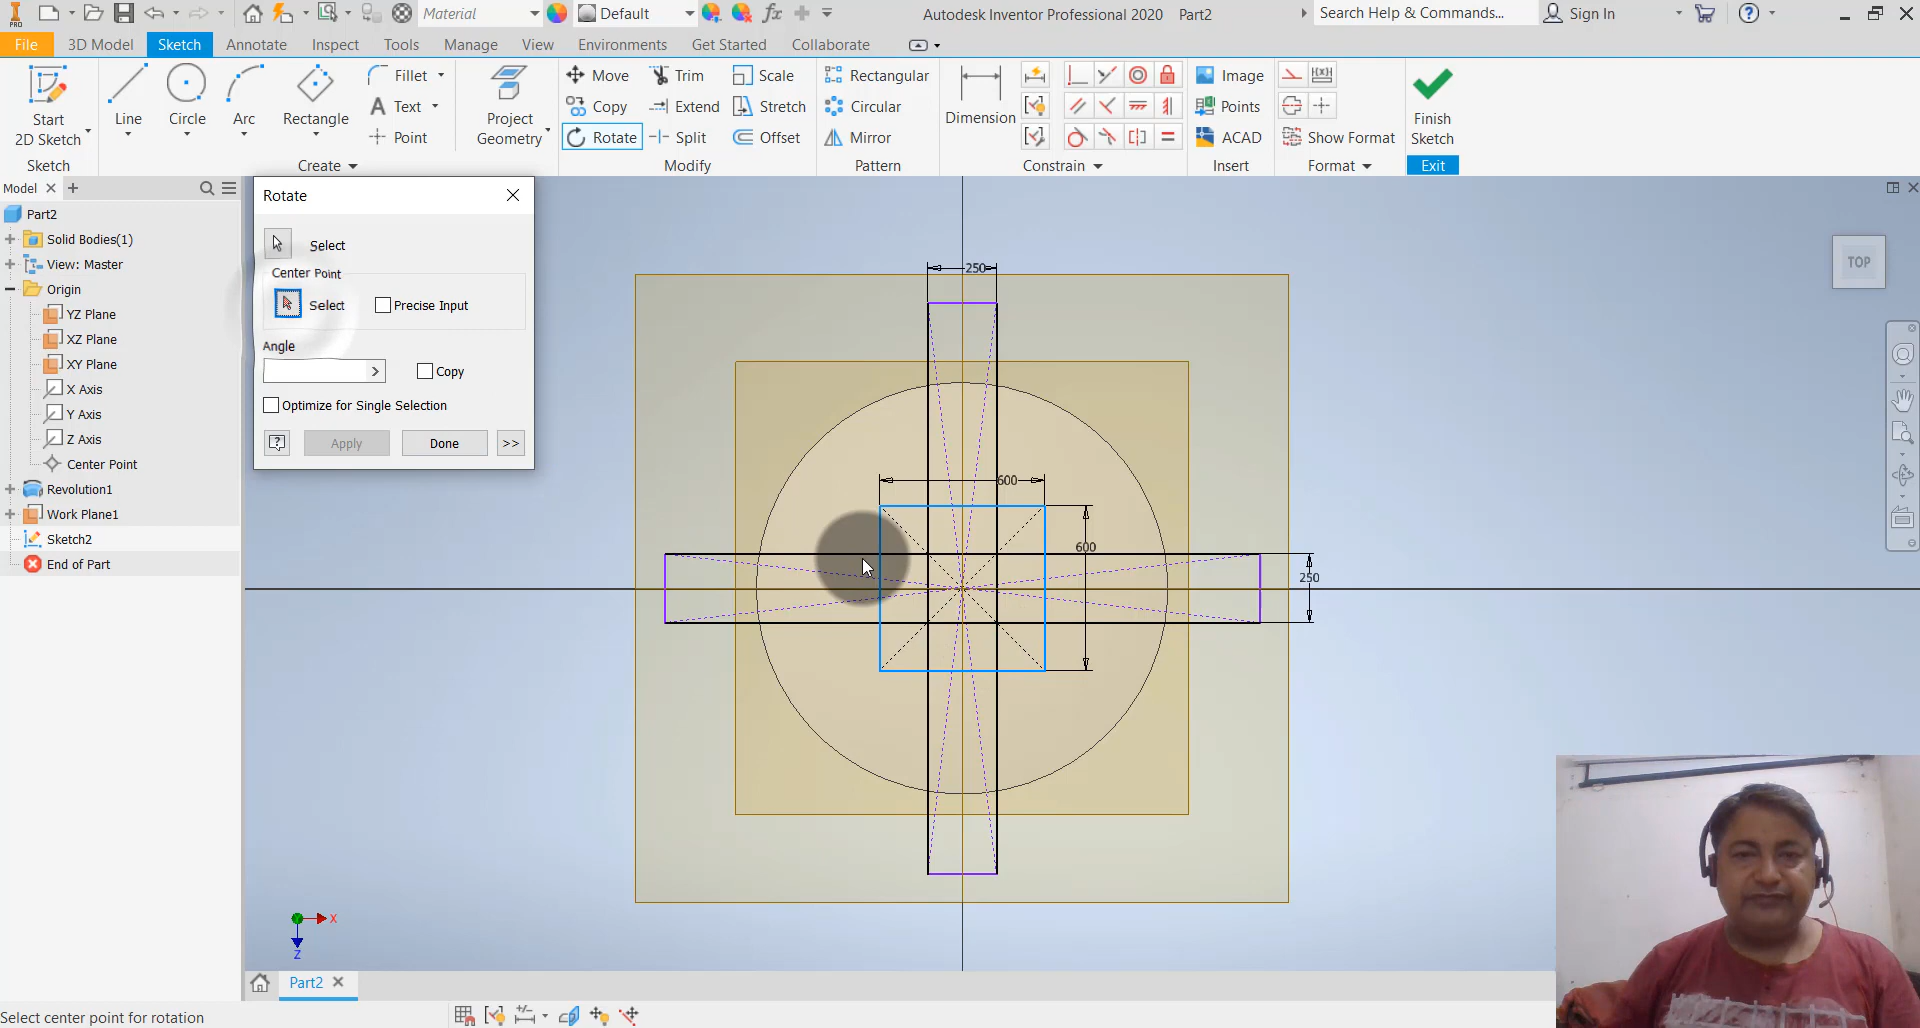 Material
Default
Autodesk Inventor Professional 2020 Part2
Search Help & Commands...
Sign In
PRO
File 3D Model Sketch Annotate Inspect Tools Manage View Environments Get Started Collaborate
Start
2D Sketch
Sketch
Line
Circle
Arc
Rectangle
Fillet
Text
Point
Create
Project
Geometry
Move
Copy
Rotate
Trim
Extend
Split
Scale
Stretch
Offset
Modify
Rectangular
Circular
Mirror
Pattern
Dimension
Constrain
Image
Points
ACAD
Insert
Show Format
Format
Finish
Sketch
Exit
Model
Part2
Solid Bodies(1)
View: Master
Origin
YZ Plane
XZ Plane
XY Plane
X Axis
Y Axis
Z Axis
Center Point
Revolution1
Work Plane1
Sketch2
End of Part
Rotate
Select
Center Point
Select
Precise Input
Angle
Copy
Optimize for Single Selection
Apply
Done
>>
250
600
600
250
TOP
X
Z
Part2
Select center point for rotation